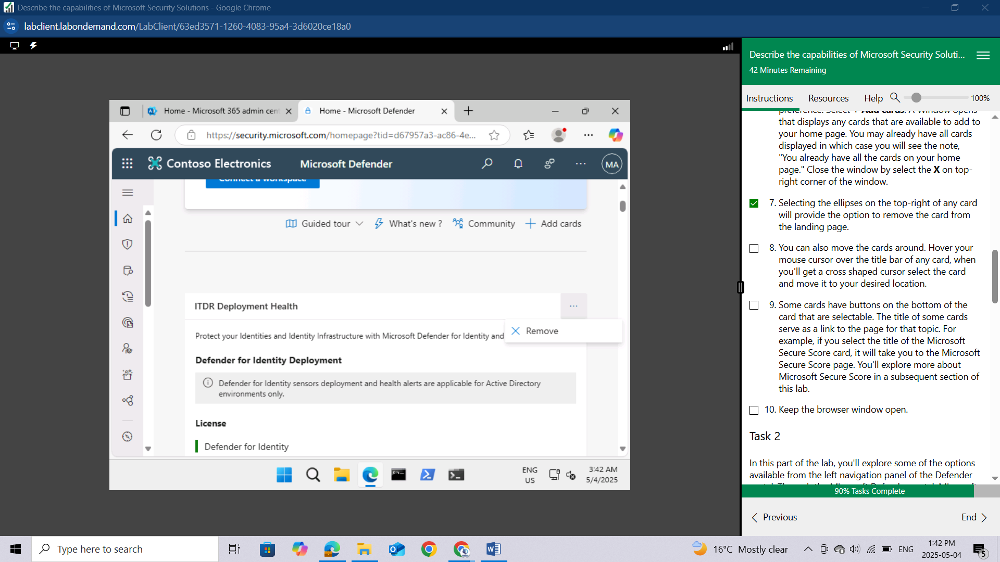 Describe the capabilities of Microsoft Security Solutions - Google Chrome
labclient.labondemand.com/LabClient/63ed3571-1260-4083-95a4-3d6020ce18a0
Home - Microsoft 365 admin cent
Home - Microsoft Defender
https://security.microsoft.com/homepage?tid=d67957a3-ac86-4e...
Contoso Electronics
Microsoft Defender
MA
Connect a workspace
Guided tour
What's new ?
Community
Add cards
ITDR Deployment Health
Remove
Protect your Identities and Identity Infrastructure with Microsoft Defender for Identity and
Defender for Identity Deployment
Defender for Identity sensors deployment and health alerts are applicable for Active Directory
environments only.
License
Defender for Identity
ENG
US
3:42 AM
5/4/2025
Describe the capabilities of Microsoft Security Soluti...
42 Minutes Remaining
Instructions
Resources
Help
100%
preference. Select + Add cards. A Window opens
that displays any cards that are available to add to
your home page. You may already have all cards
displayed in which case you will see the note,
"You already have all the cards on your home
page." Close the window by select the X on top-
right corner of the window.
7. Selecting the ellipses on the top-right of any card
will provide the option to remove the card from
the landing page.
8. You can also move the cards around. Hover your
mouse cursor over the title bar of any card, when
you'll get a cross shaped cursor select the card
and move it to your desired location.
9. Some cards have buttons on the bottom of the
card that are selectable. The title of some cards
serve as a link to the page for that topic. For
example, if you select the title of the Microsoft
Secure Score card, it will take you to the Microsoft
Secure Score page. You'll explore more about
Microsoft Secure Score in a subsequent section of
this lab.
10. Keep the browser window open.
Task 2
In this part of the lab, you'll explore some of the options
available from the left navigation panel of the Defender
90% Tasks Complete
Previous
End
Type here to search
16°C Mostly clear
ENG
1:42 PM
2025-05-04
5